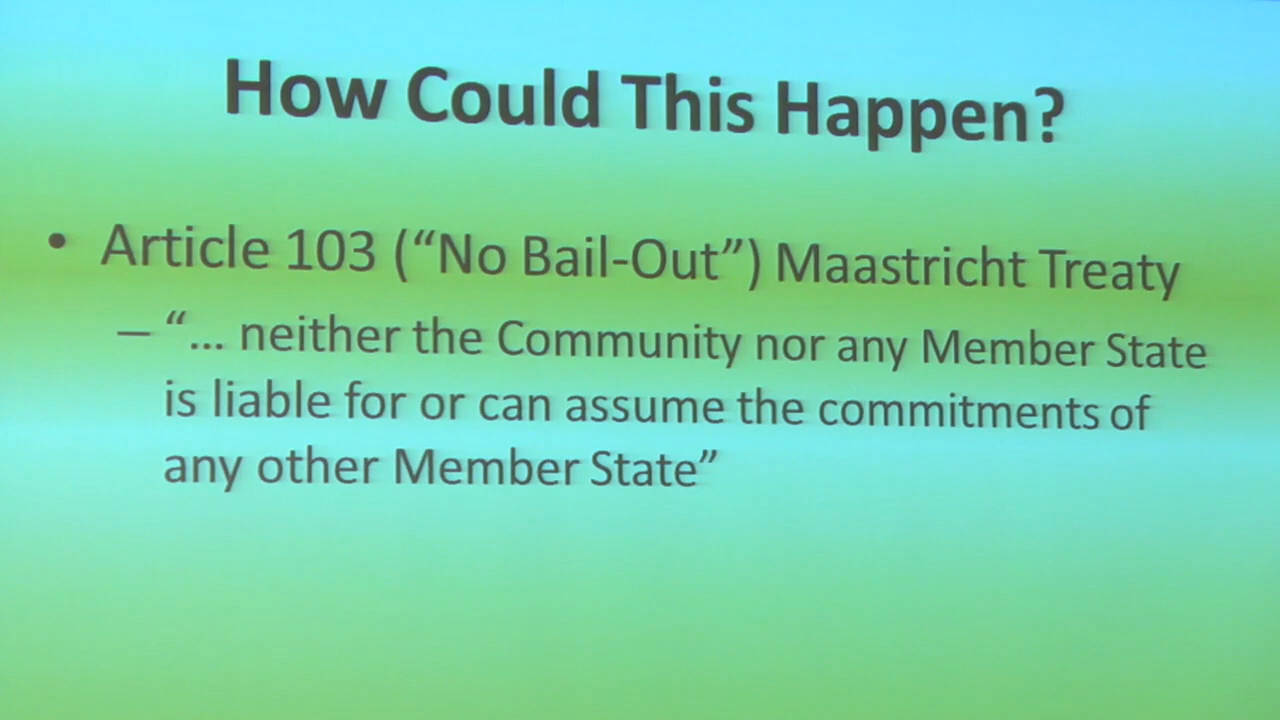 How Could This Happen?
• Article 103 (“No Bail-Out”) Maastricht Treaty
– “... neither the Community nor any Member State
is liable for or can assume the commitments of
any other Member State”